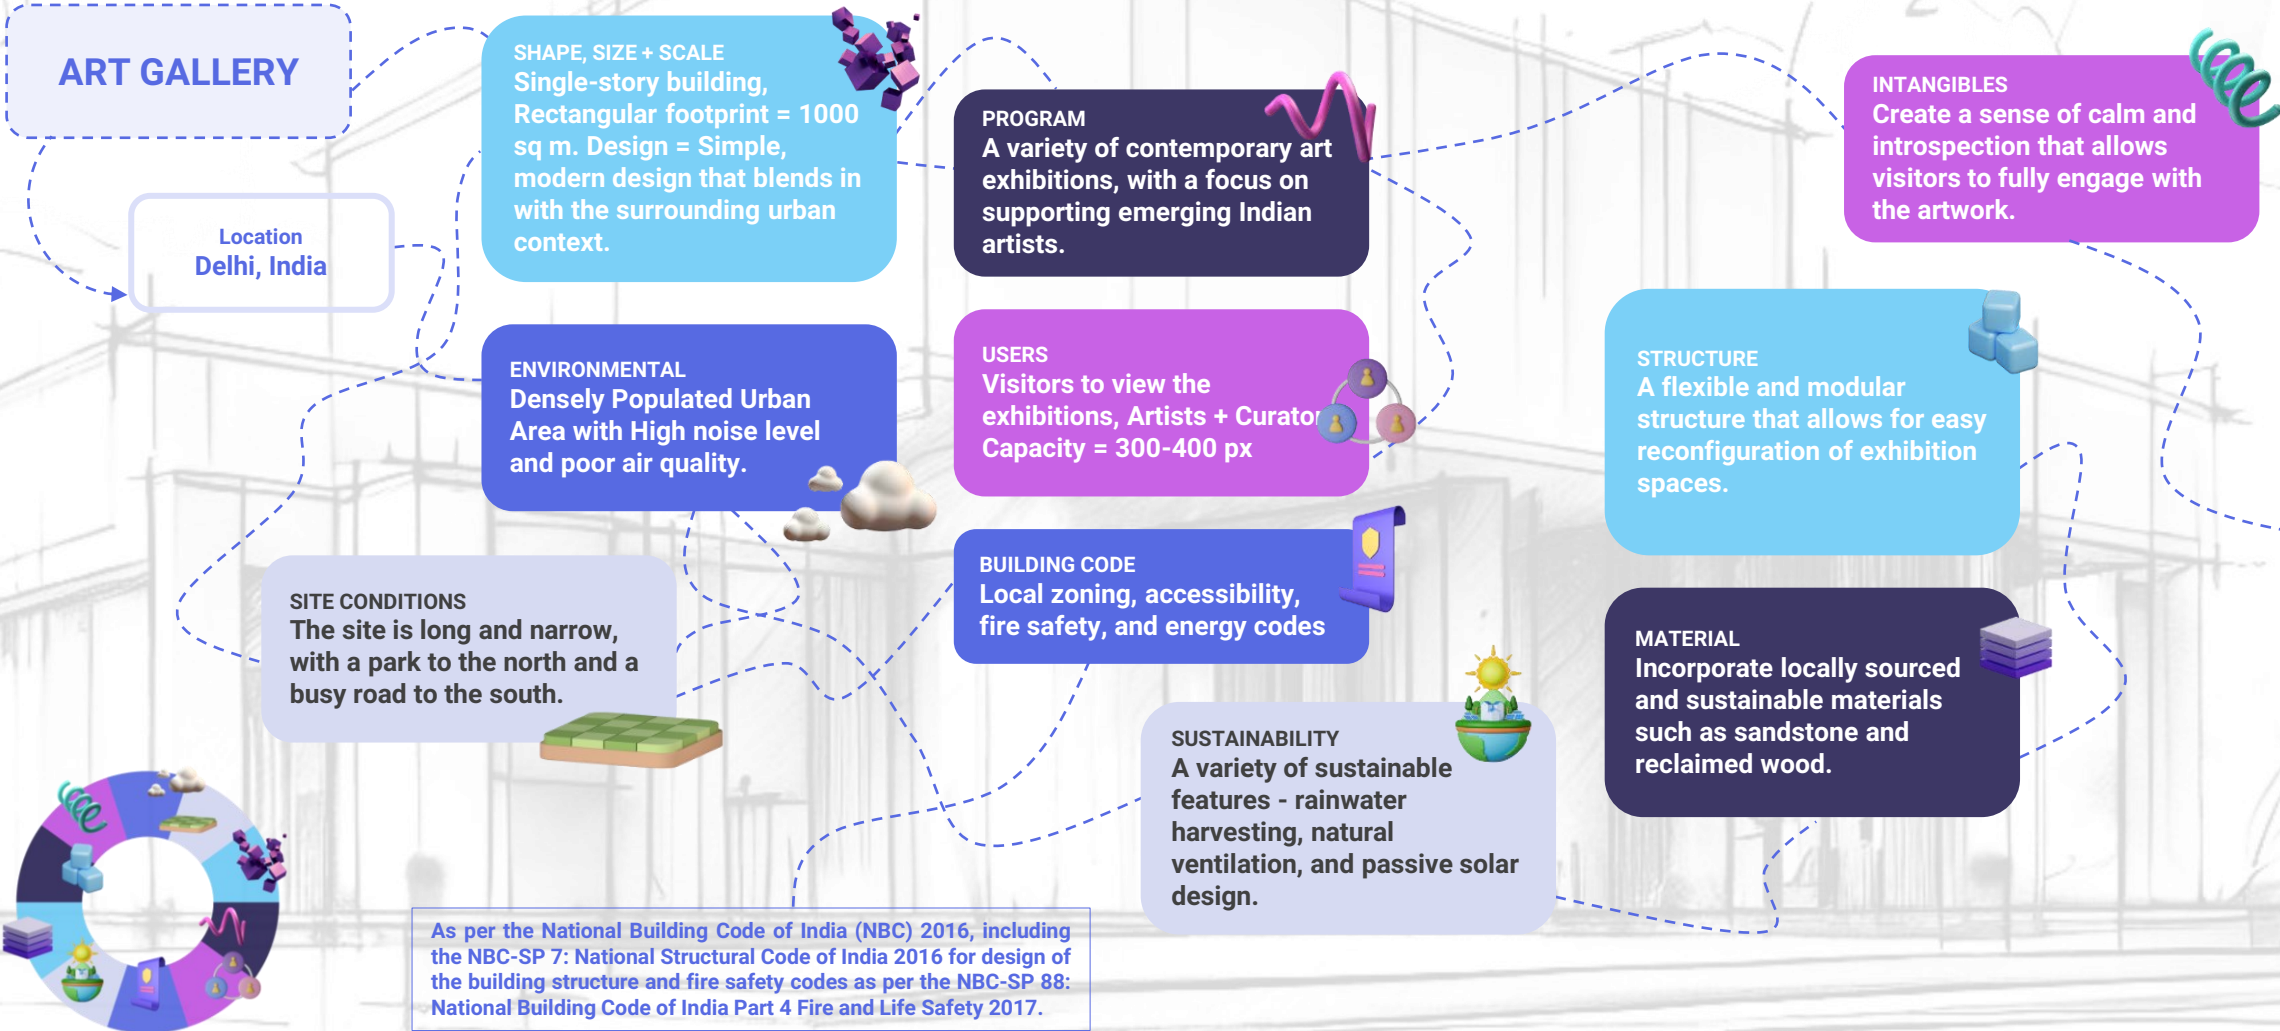 ART GALLERY
Location
Delhi, India
SHAPE, SIZE + SCALE
Single-story building,
Rectangular footprint = 1000
sq m. Design = Simple,
modern design that blends in
with the surrounding urban
context.
ENVIRONMENTAL
Densely Populated Urban
Area with High noise level
and poor air quality.
SITE CONDITIONS
The site is long and narrow,
with a park to the north and a
busy road to the south.
PROGRAM
A variety of contemporary art
exhibitions, with a focus on
supporting emerging Indian
artists.
USERS
Visitors to view the
exhibitions, Artists + Curator
Capacity = 300-400 px
BUILDING CODE
Local zoning, accessibility,
fire safety, and energy codes
As per the National Building Code of India (NBC) 2016, including
the NBC-SP 7: National Structural Code of India 2016 for design of
the building structure and fire safety codes as per the NBC-SP 88:
National Building Code of India Part 4 Fire and Life Safety 2017.
SUSTAINABILITY
A variety of sustainable
features - rainwater
harvesting, natural
ventilation, and passive solar
design.
INTANGIBLES
Create a sense of calm and
introspection that allows
visitors to fully engage with
the artwork.
STRUCTURE
A flexible and modular
structure that allows for easy
reconfiguration of exhibition
spaces.
MATERIAL
Incorporate locally sourced
and sustainable materials
such as sandstone and
reclaimed wood.